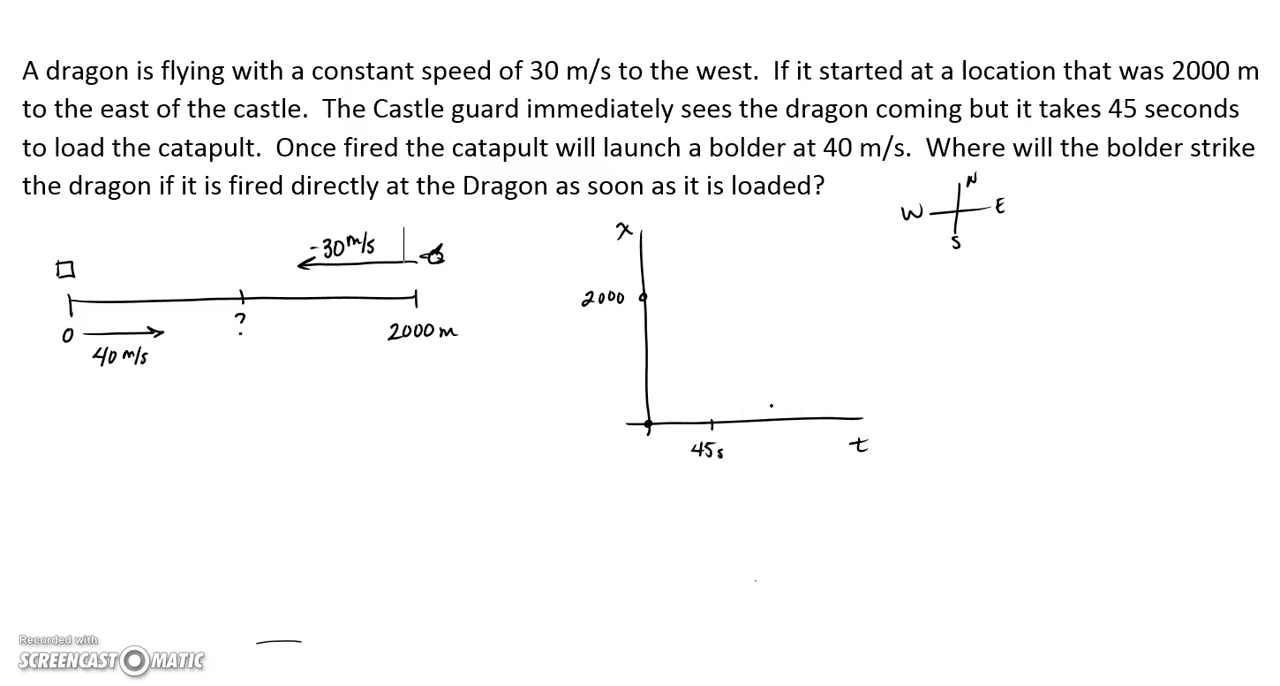 A dragon is flying with a constant speed of 30 m/s to the west.  If it started at a location that was 2000 m
to the east of the castle.  The Castle guard immediately sees the dragon coming but it takes 45 seconds
to load the catapult.  Once fired the catapult will launch a bolder at 40 m/s.  Where will the bolder strike
the dragon if it is fired directly at the Dragon as soon as it is loaded?
N
W E
S
-30 m/s
x
2000
0 ? 2000 m
40 m/s
45 s t
Recorded with
SCREENCAST O MATIC